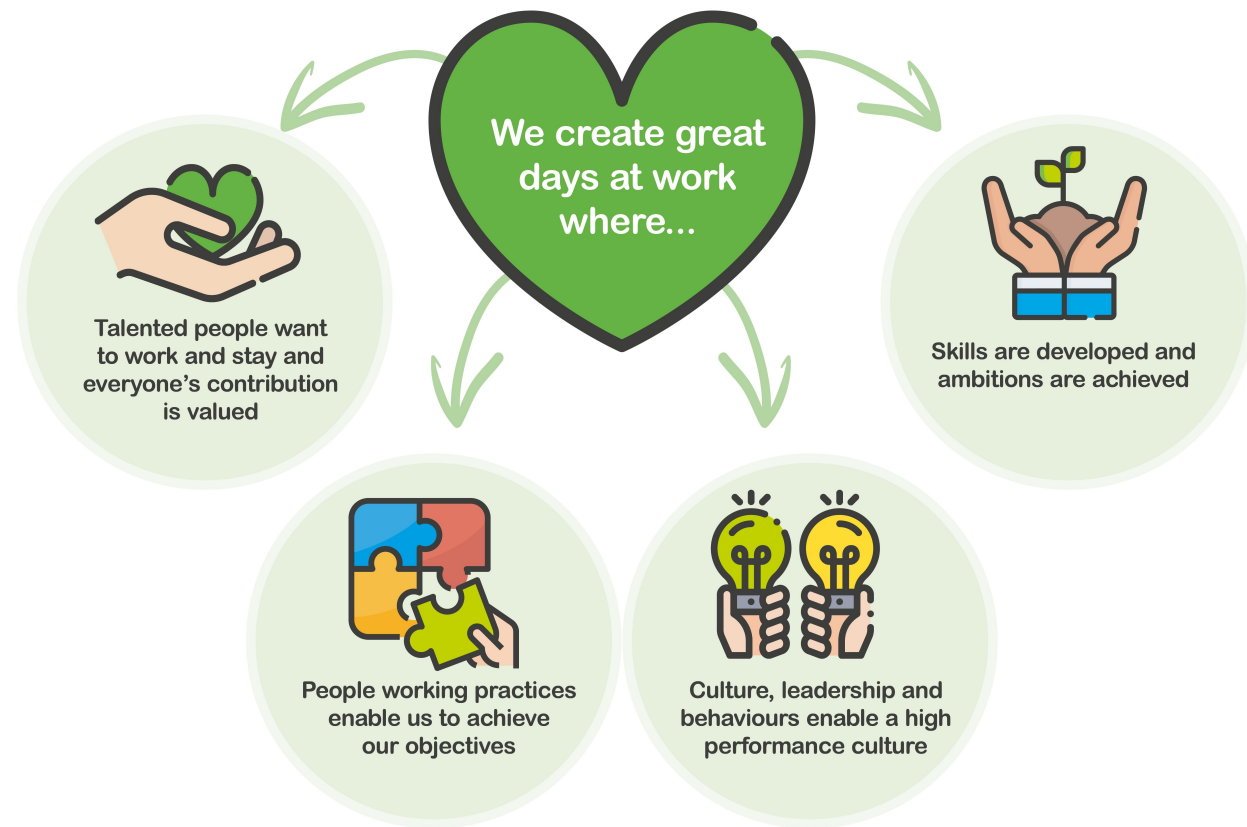 We create great
days at work
where...
Talented people want
to work and stay and
everyone's contribution
is valued
People working practices
enable us to achieve
our objectives
Culture, leadership and
behaviours enable a high
performance culture
Skills are developed and
ambitions are achieved